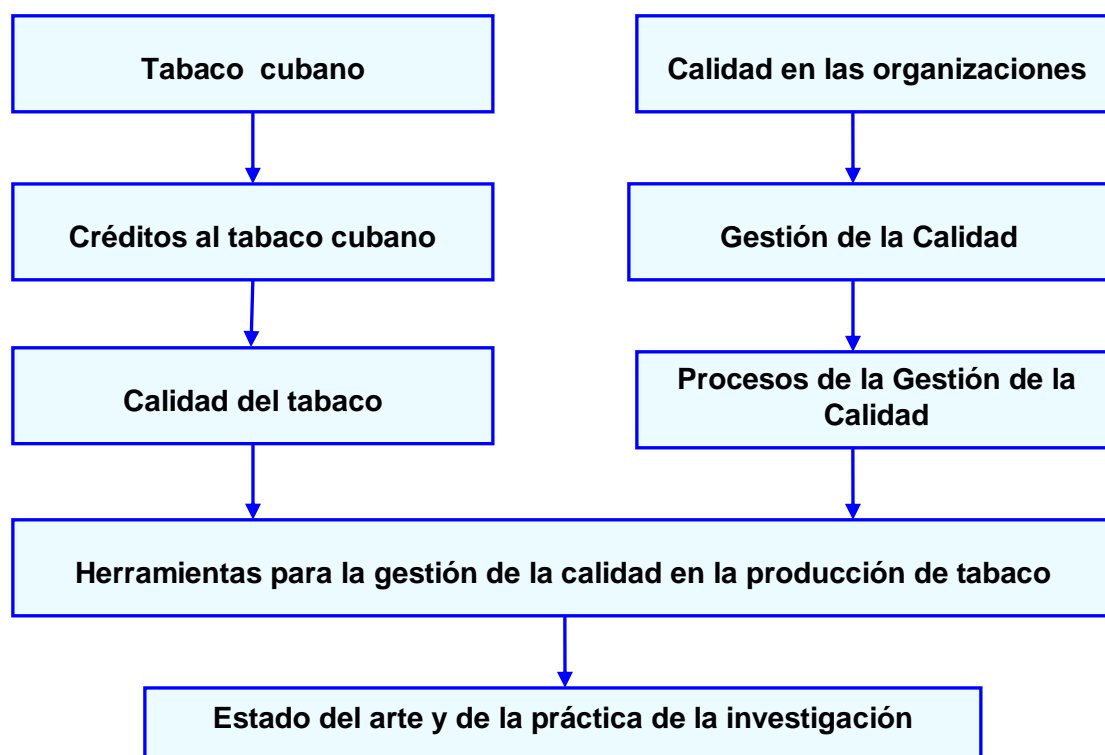 Tabaco  cubano
Calidad en las organizaciones
Créditos al tabaco cubano
Gestión de la Calidad
Calidad del tabaco
Procesos de la Gestión de la
Calidad
Herramientas para la gestión de la calidad en la producción de tabaco
Estado del arte y de la práctica de la investigación